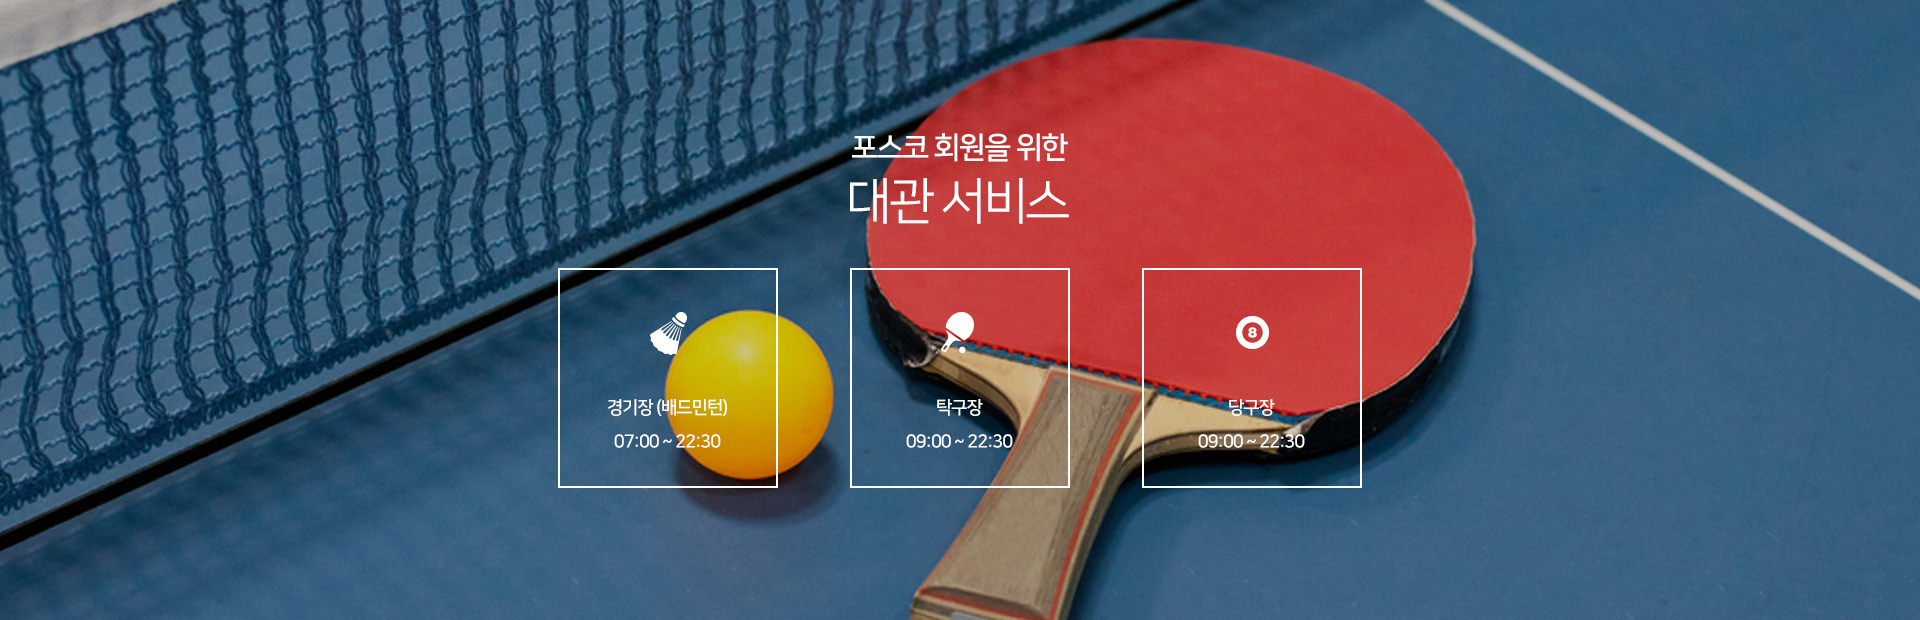 포스코 회원을 위한
대관 서비스
경기장 (배드민턴)
07:00 ~ 22:30
탁구장
09:00 ~ 22:30
8
당구장
09:00 ~ 22:30